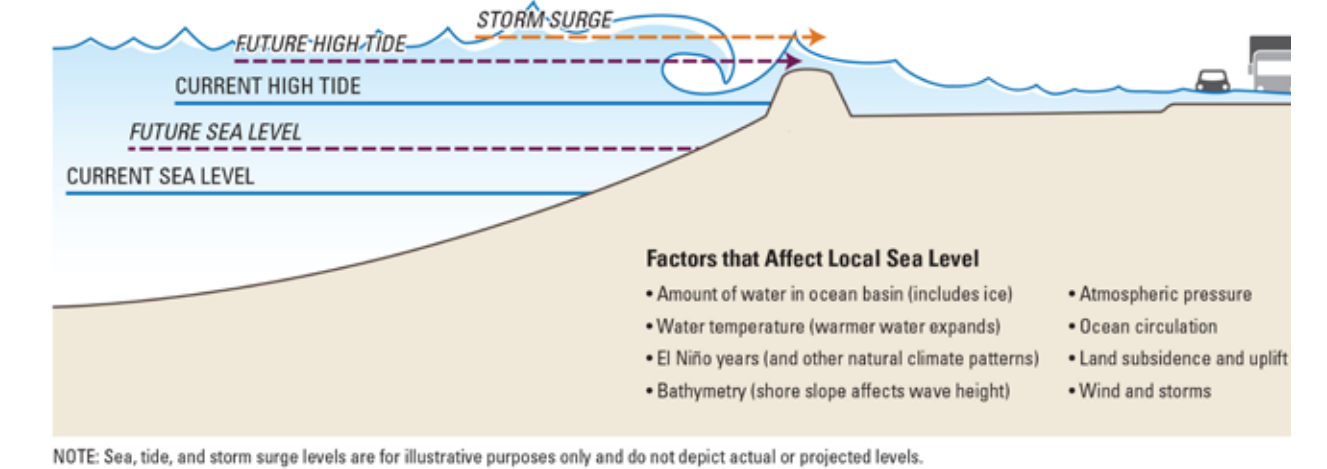 STORM SURGE
FUTURE HIGH TIDE
CURRENT HIGH TIDE
FUTURE SEA LEVEL
CURRENT SEA LEVEL
Factors that Affect Local Sea Level
• Amount of water in ocean basin (includes ice)
• Water temperature (warmer water expands)
• El Niño years (and other natural climate patterns)
• Bathymetry (shore slope affects wave height)
• Atmospheric pressure
• Ocean circulation
• Land subsidence and uplift
• Wind and storms
NOTE: Sea, tide, and storm surge levels are for illustrative purposes only and do not depict actual or projected levels.